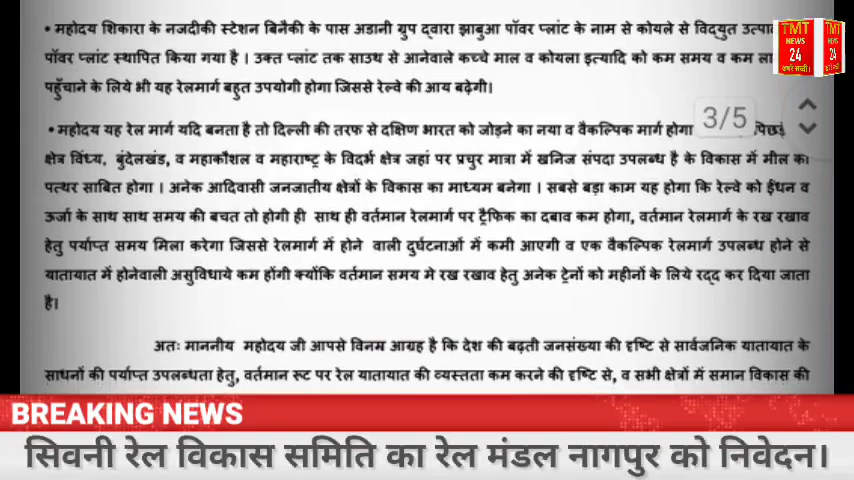 • महोदय शिकारा के नजदीकी स्टेशन बिनैकी के पास अडानी ग्रुप द्वारा झाबुआ पॉवर प्लांट के नाम से कोयले से विद्युत
पॉवर प्लांट स्थापित किया गया है। उक्त प्लांट तक साउथ से आनेवाले कच्चे माल व कोयला इत्यादि को कम समय व कम
पहुँचाने के लिये भी यह रेलमार्ग बहुत उपयोगी होगा जिससे रेल्वे की आय बढ़ेगी।
• महोदय यह रेल मार्ग यदि बनता है तो दिल्ली की तरफ से दक्षिण भारत को जोड़ने का नया व वैकल्पिक मार्ग होगा
क्षेत्र विंध्य, बुंदेलखंड, व महाकौशल व महाराष्ट्र के विदर्भ क्षेत्र जहां पर प्रचुर मात्रा में खनिज संपदा उपलब्ध है के विकास में मील का
पत्थर साबित होगा। अनेक आदिवासी जनजातीय क्षेत्रों के विकास का माध्यम बनेगा। सबसे बड़ा काम यह होगा कि रेल्वे को ईंधन व
ऊर्जा के साथ साथ समय की बचत तो होगी ही साथ ही वर्तमान रेलमार्ग पर ट्रैफिक का दबाव कम होगा, वर्तमान रेलमार्ग के रख रखाव
हेतु पर्याप्त समय मिला करेगा जिससे रेलमार्ग में होने वाली दुर्घटनाओं में कमी आएगी व एक वैकल्पिक रेलमार्ग उपलब्ध होने से
यातायात में होनेवाली असुविधाये कम होंगी क्योंकि वर्तमान समय मे रख रखाव हेतु अनेक ट्रेनों को महीनों के लिये रद्द कर दिया जाता
है।
अतः माननीय महोदय जी आपसे विनम्र आग्रह है कि देश की बढ़ती जनसंख्या की दृष्टि से सार्वजनिक यातायात के
साधनों की पर्याप्त उपलब्धता हेतु, वर्तमान रूट पर रेल यातायात की व्यस्तता कम करने की दृष्टि से, व सभी क्षेत्रों में समान विकास की
3/5
TMT
NEWS
24
BREAKING NEWS
सिवनी रेल विकास समिति का रेल मंडल नागपुर को निवेदन।